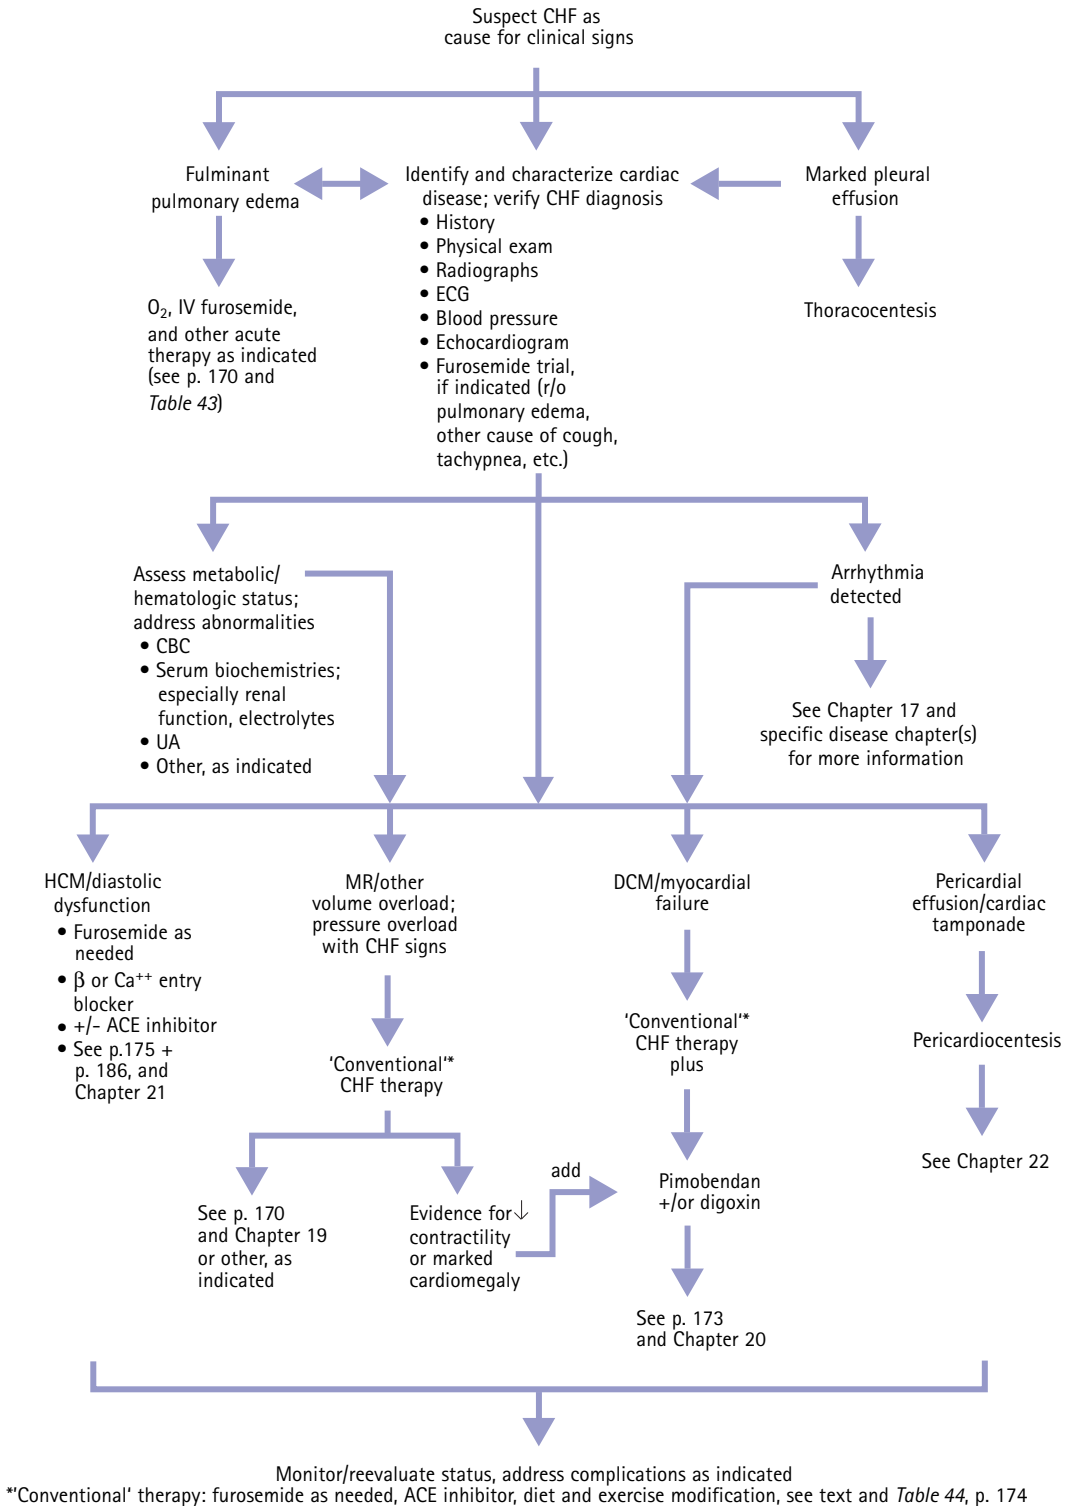 Suspect CHF as
cause for clinical signs
Fulminant
pulmonary edema
Identify and characterize cardiac
disease; verify CHF diagnosis
• History
• Physical exam
• Radiographs
• ECG
• Blood pressure
• Echocardiogram
• Furosemide trial,
if indicated (r/o
pulmonary edema,
other cause of cough,
tachypnea, etc.)
Marked pleural
effusion
O₂, IV furosemide,
and other acute
therapy as indicated
(see p. 170 and
Table 43)
Thoracocentesis
Assess metabolic/
hematologic status;
address abnormalities
• CBC
• Serum biochemistries;
especially renal
function, electrolytes
• UA
• Other, as indicated
Arrhythmia
detected
See Chapter 17 and
specific disease chapter(s)
for more information
HCM/diastolic
dysfunction
• Furosemide as
needed
• β or Ca⁺⁺ entry
blocker
• +/- ACE inhibitor
• See p.175 +
p. 186, and
Chapter 21
MR/other
volume overload;
pressure overload
with CHF signs
'Conventional'*
CHF therapy
See p. 170
and Chapter 19
or other, as
indicated
Evidence for ↓
contractility
or marked
cardiomegaly
add
DCM/myocardial
failure
'Conventional'*
CHF therapy
plus
Pimobendan
+/or digoxin
See p. 173
and Chapter 20
Pericardial
effusion/cardiac
tamponade
Pericardiocentesis
See Chapter 22
Monitor/reevaluate status, address complications as indicated
*'Conventional' therapy: furosemide as needed, ACE inhibitor, diet and exercise modification, see text and Table 44, p. 174